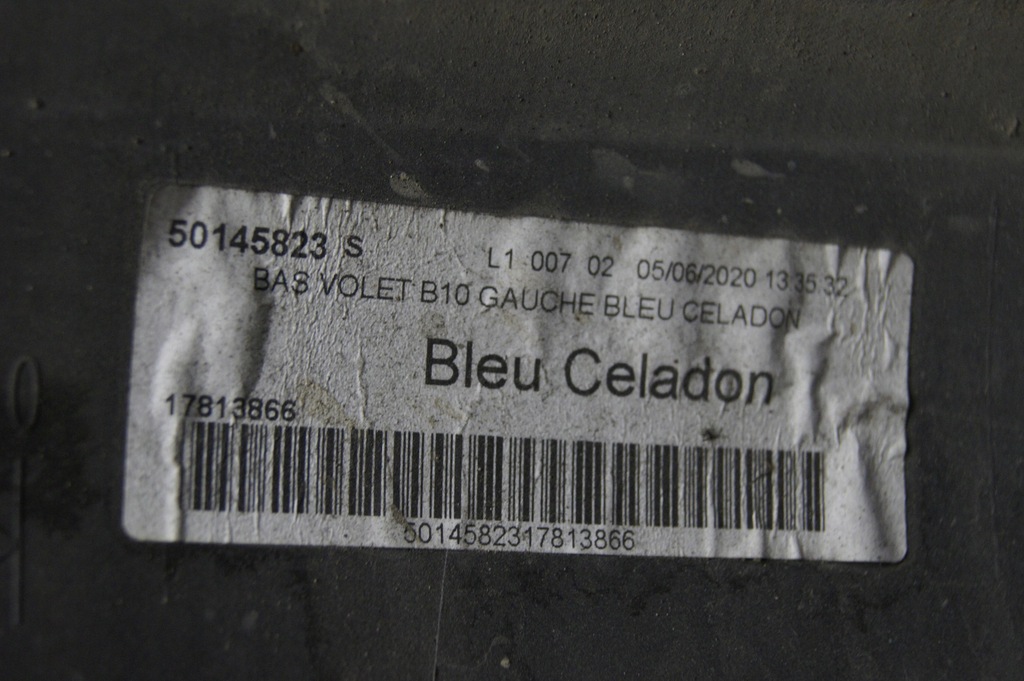 50145823 S
L1 007 02 05/06/2020 13:35:32
BAS VOLET B10 GAUCHE BLEU CELADON
Bleu Celadon
17813866
5014582317813866